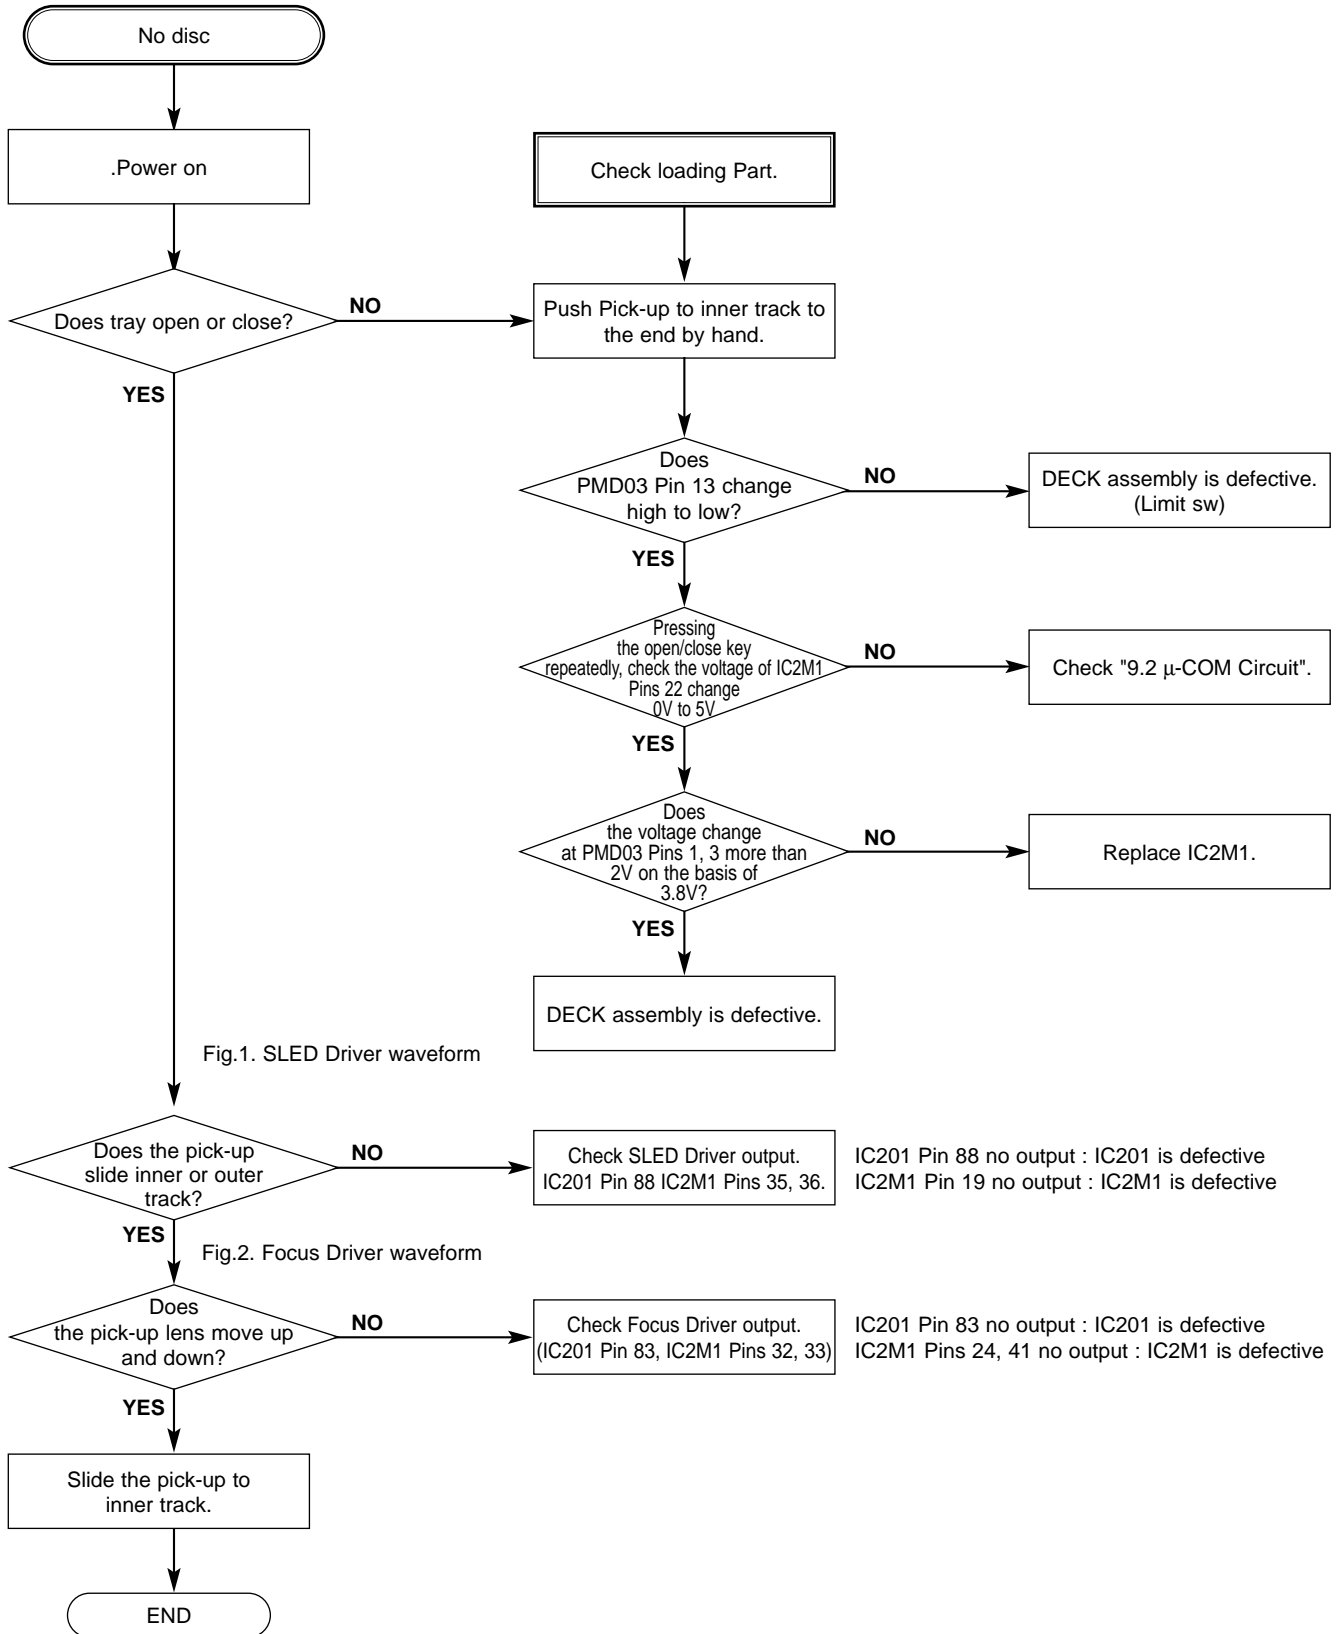 No disc
.Power on
Check loading Part.
Does tray open or close?
NO
Push Pick-up to inner track to
the end by hand.
YES
Does
PMD03 Pin 13 change
high to low?
NO
DECK assembly is defective.
(Limit sw)
YES
Pressing
the open/close key
repeatedly, check the voltage of IC2M1
Pins 22 change
0V to 5V
NO
Check "9.2 μ-COM Circuit".
YES
Does
the voltage change
at PMD03 Pins 1, 3 more than
2V on the basis of
3.8V?
NO
Replace IC2M1.
YES
DECK assembly is defective.
Fig.1. SLED Driver waveform
Does the pick-up
slide inner or outer
track?
NO
Check SLED Driver output.
IC201 Pin 88 IC2M1 Pins 35, 36.
IC201 Pin 88 no output : IC201 is defective
IC2M1 Pin 19 no output : IC2M1 is defective
YES
Fig.2. Focus Driver waveform
Does
the pick-up lens move up
and down?
NO
Check Focus Driver output.
(IC201 Pin 83, IC2M1 Pins 32, 33)
IC201 Pin 83 no output : IC201 is defective
IC2M1 Pins 24, 41 no output : IC2M1 is defective
YES
Slide the pick-up to
inner track.
END